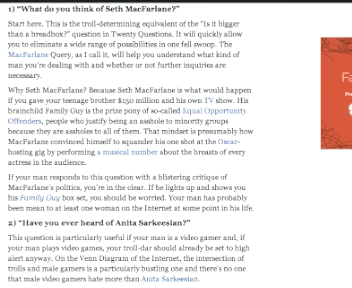 1) “What do you think of Seth MacFarlane?”
Start here. This is the troll-determining equivalent of the “Is it bigger
than a breadbox?” question in Twenty Questions. It will quickly allow
you to eliminate a wide range of possibilities in one fell swoop. The
MacFarlane Query, as I call it, will help you understand what kind of
man you’re dealing with and whether or not further inquiries are
necessary.
Why Seth MacFarlane? Because Seth MacFarlane is what would happen
if you gave your teenage brother $150 million and his own TV show. His
brainchild Family Guy is the prize pony of so-called Equal Opportunity
Offenders, people who justify being an asshole to minority groups
because they are assholes to all of them. That mindset is presumably how
MacFarlane convinced himself to squander his one shot at the Oscar-
hosting gig by performing a musical number about the breasts of every
actress in the audience.
If your man responds to this question with a blistering critique of
MacFarlane’s politics, you’re in the clear. If he lights up and shows you
his Family Guy box set, you should be worried. Your man has probably
been mean to at least one woman on the Internet at some point in his life.
2) “Have you ever heard of Anita Sarkeesian?”
This question is particularly useful if your man is a video gamer and, if
your man plays video games, your troll-dar should already be set to high
alert anyway. On the Venn Diagram of the Internet, the intersection of
trolls and male gamers is a particularly bustling one and there’s no one
that male video gamers hate more than Anita Sarkeesian.